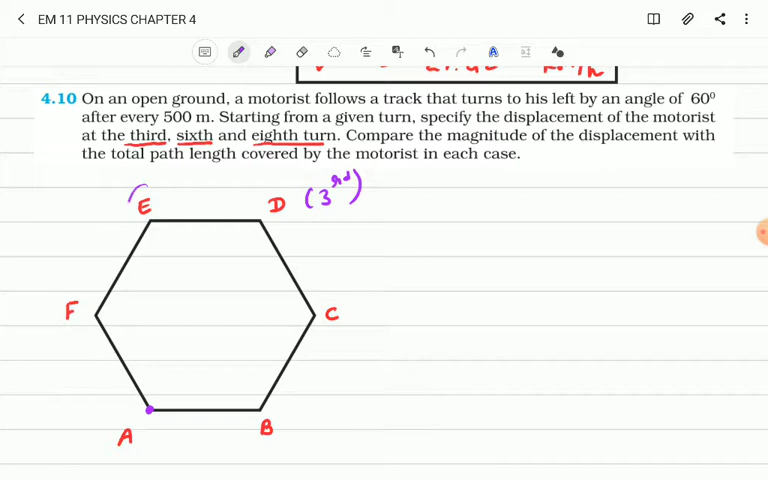 EM 11 PHYSICS CHAPTER 4
4.10 On an open ground, a motorist follows a track that turns to his left by an angle of 60⁰
after every 500 m. Starting from a given turn, specify the displacement of the motorist
at the third, sixth and eighth turn. Compare the magnitude of the displacement with
the total path length covered by the motorist in each case.
E D (3rd)
F C
A B